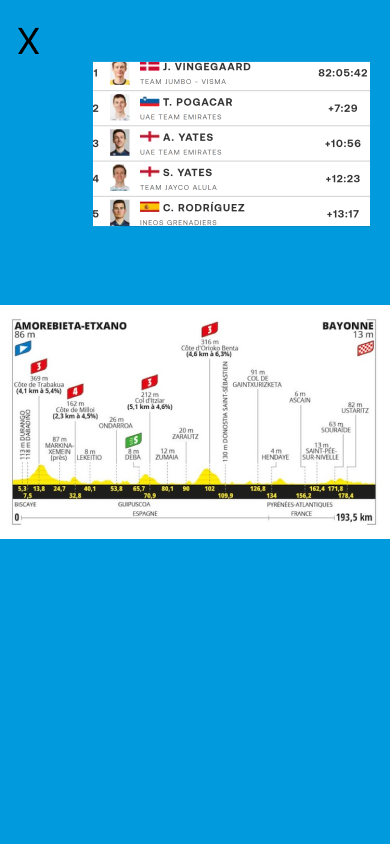 X
1 J. VINGEGAARD 82:05:42
TEAM JUMBO - VISMA
2 T. POGACAR +7:29
UAE TEAM EMIRATES
3 A. YATES +10:56
UAE TEAM EMIRATES
4 S. YATES +12:23
TEAM JAYCO ALULA
5 C. RODRÍGUEZ +13:17
INEOS GRENADIERS
AMOREBIETA-ETXANO
86 m
BAYONNE
13 m
3
369 m
Côte de Trabakua
(4,1 km à 5,4%)
4
162 m
Côte de Milloi
(2,3 km à 4,5%)
3
212 m
Col d'Itziar
(5,1 km à 4,6%)
3
316 m
Côte d'Orioko Benta
(4,6 km à 6,3%)
113 m DURANGO
118 m ABADIÑO
87 m
MARKINA-
XEMEIN
(près)
8 m
LEKEITIO
26 m
ONDARROA
S
8 m
DEBA
12 m
ZUMAIA
20 m
ZARAUTZ
130 m DONOSTIA SAINT-SÉBASTIEN
91 m
COL DE
GAINTXURIZKETA
4 m
HENDAYE
6 m
ASCAIN
13 m
SAINT-PÉE-
SUR-NIVELLE
63 m
SOURAÏDE
82 m
USTARITZ
5,3 13,8 24,7 40,1 53,8 65,7 80,1 90 102 126,8 134 162,4 171,8
7,5 32,8 70,9 109,9 156,2 178,4
BISCAYE GUIPUSCOA PYRÉNÉES-ATLANTIQUES
0 ESPAGNE FRANCE 193,5 km